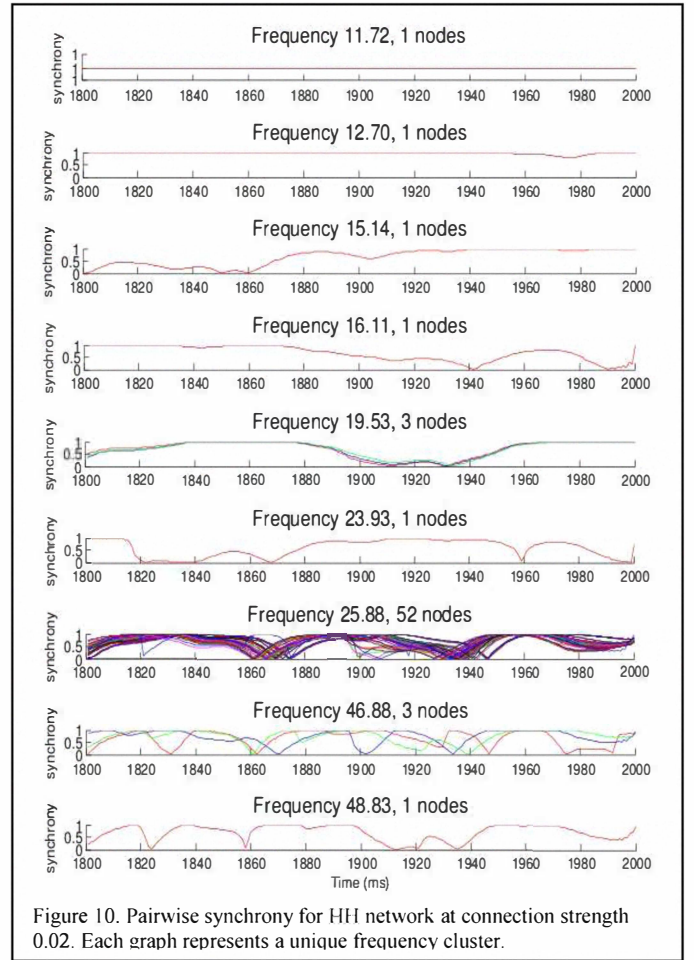 Frequency 11.72, 1 nodes
synchrony
1
1
1
1800 1820 1840 1860 1880 1900 1920 1940 1960 1980 2000
Frequency 12.70, 1 nodes
synchrony
1
0.5
0
1800 1820 1840 1860 1880 1900 1920 1940 1960 1980 2000
Frequency 15.14, 1 nodes
synchrony
1
0.5
0
1800 1820 1840 1860 1880 1900 1920 1940 1960 1980 2000
Frequency 16.11, 1 nodes
synchrony
1
0.5
0
1800 1820 1840 1860 1880 1900 1920 1940 1960 1980 2000
Frequency 19.53, 3 nodes
synchrony
1
0.5
0
1800 1820 1840 1860 1880 1900 1920 1940 1960 1980 2000
Frequency 23.93, 1 nodes
synchrony
1
0.5
0
1800 1820 1840 1860 1880 1900 1920 1940 1960 1980 2000
Frequency 25.88, 52 nodes
synchrony
1
0.5
0
1800 1820 1840 1860 1880 1900 1920 1940 1960 1980 2000
Frequency 46.88, 3 nodes
synchrony
1
0.5
0
1800 1820 1840 1860 1880 1900 1920 1940 1960 1980 2000
Frequency 48.83, 1 nodes
synchrony
1
0.5
0
1800 1820 1840 1860 1880 1900 1920 1940 1960 1980 2000
Time (ms)
Figure 10. Pairwise synchrony for HH network at connection strength
0.02. Each graph represents a unique frequency cluster.